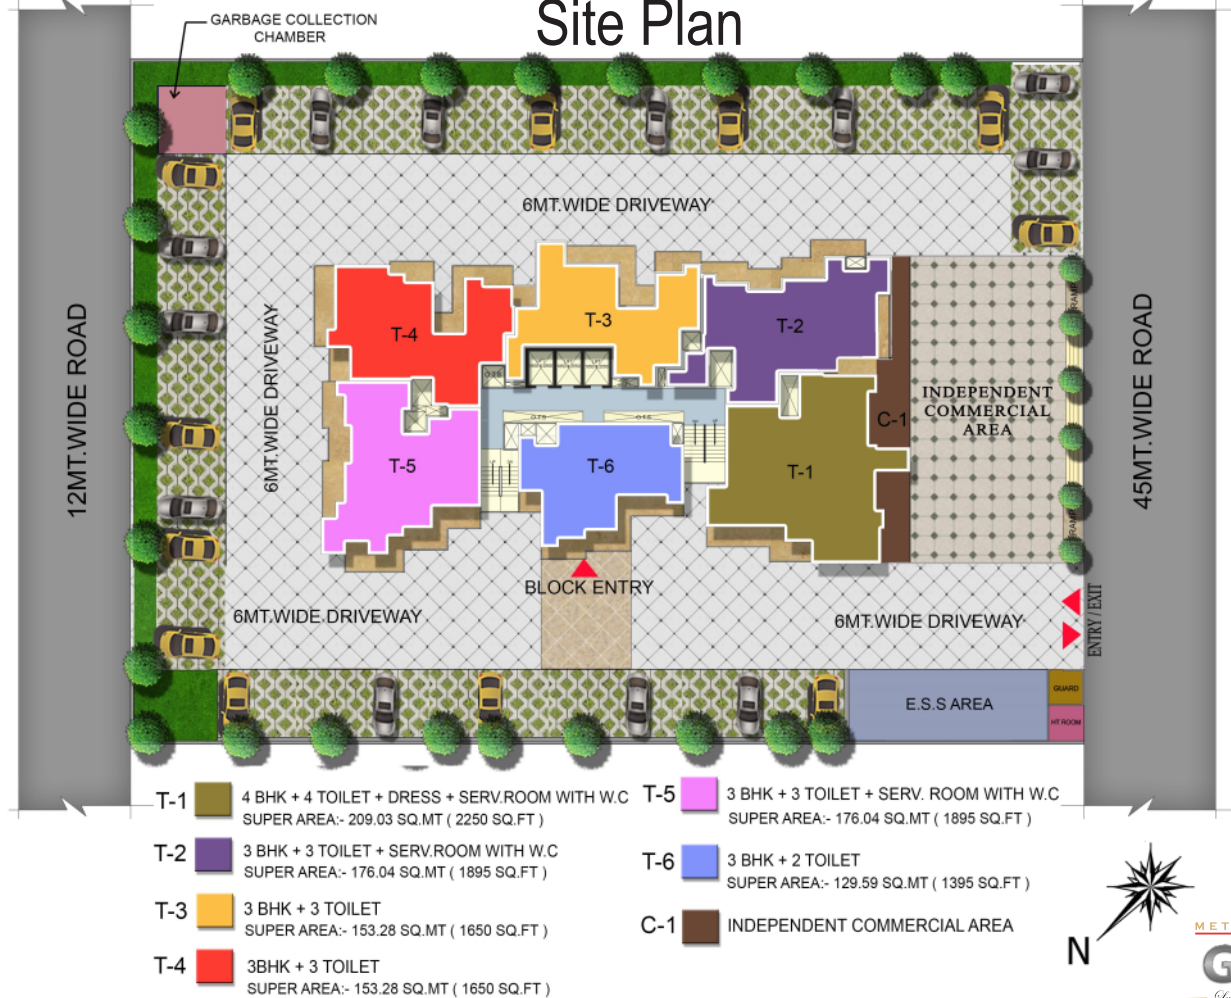 Site Plan
GARBAGE COLLECTION
CHAMBER
6MT.WIDE DRIVEWAY
12MT.WIDE ROAD
6MT.WIDE DRIVEWAY
45MT.WIDE ROAD
RAMP
T-4
T-3
T-2
O.T.S
INDEPENDENT
COMMERCIAL
AREA
C-1
O.T.S
O.T.S
T-5
T-6
T-1
RAMP
BLOCK ENTRY
6MT.WIDE DRIVEWAY
6MT.WIDE DRIVEWAY
ENTRY / EXIT
E.S.S AREA
GUARD
HT ROOM
T-1
4 BHK + 4 TOILET + DRESS + SERV.ROOM WITH W.C
SUPER AREA:- 209.03 SQ.MT ( 2250 SQ.FT )
T-2
3 BHK + 3 TOILET + SERV.ROOM WITH W.C
SUPER AREA:- 176.04 SQ.MT ( 1895 SQ.FT )
T-3
3 BHK + 3 TOILET
SUPER AREA:- 153.28 SQ.MT ( 1650 SQ.FT )
T-4
3BHK + 3 TOILET
SUPER AREA:- 153.28 SQ.MT ( 1650 SQ.FT )
T-5
3 BHK + 3 TOILET + SERV. ROOM WITH W.C
SUPER AREA:- 176.04 SQ.MT ( 1895 SQ.FT )
T-6
3 BHK + 2 TOILET
SUPER AREA:- 129.59 SQ.MT ( 1395 SQ.FT )
C-1
INDEPENDENT COMMERCIAL AREA
N
MET
G